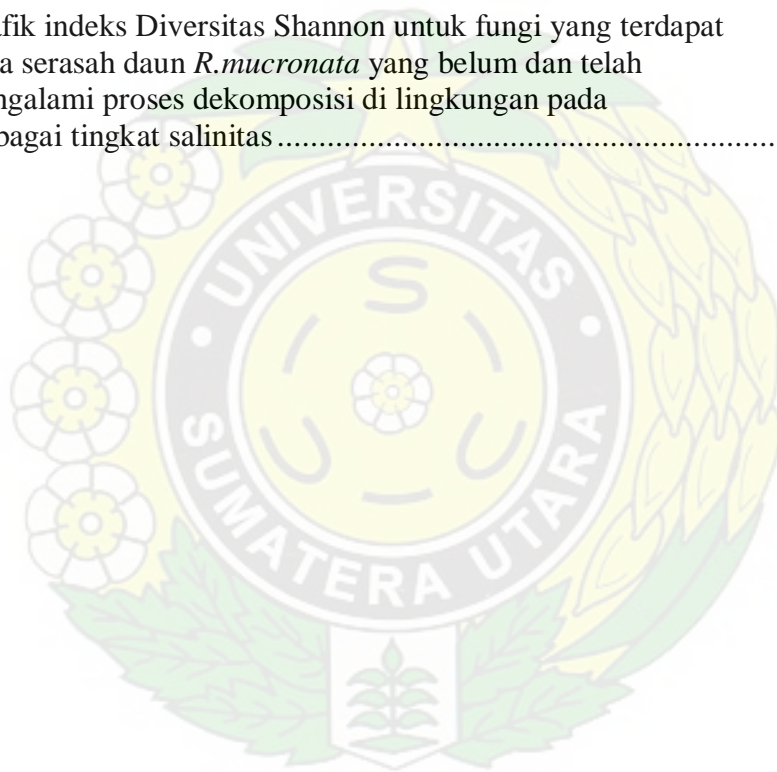 afik indeks Diversitas Shannon untuk fungi yang terdapat
a serasah daun R.mucronata yang belum dan telah
ngalami proses dekomposisi di lingkungan pada
bagai tingkat salinitas ............................................................
UNIVERSITAS
USU
SUMATERA UTARA